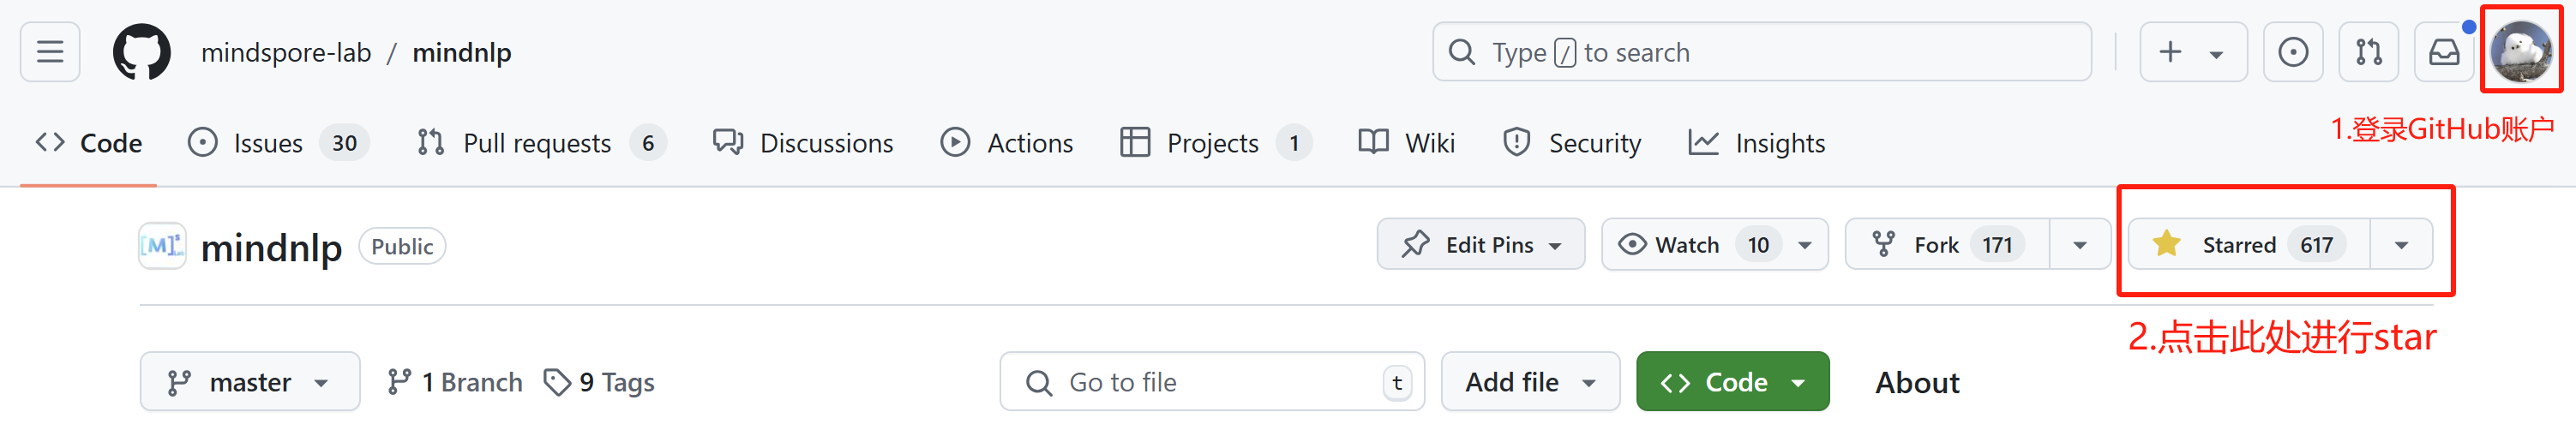 mindspore-lab / mindnlp
Type / to search
1.登录GitHub账户
Code
Issues 30
Pull requests 6
Discussions
Actions
Projects 1
Wiki
Security
Insights
mindnlp Public
Edit Pins
Watch 10
Fork 171
Starred 617
2.点击此处进行star
master
1 Branch
9 Tags
Go to file t
Add file
Code
About